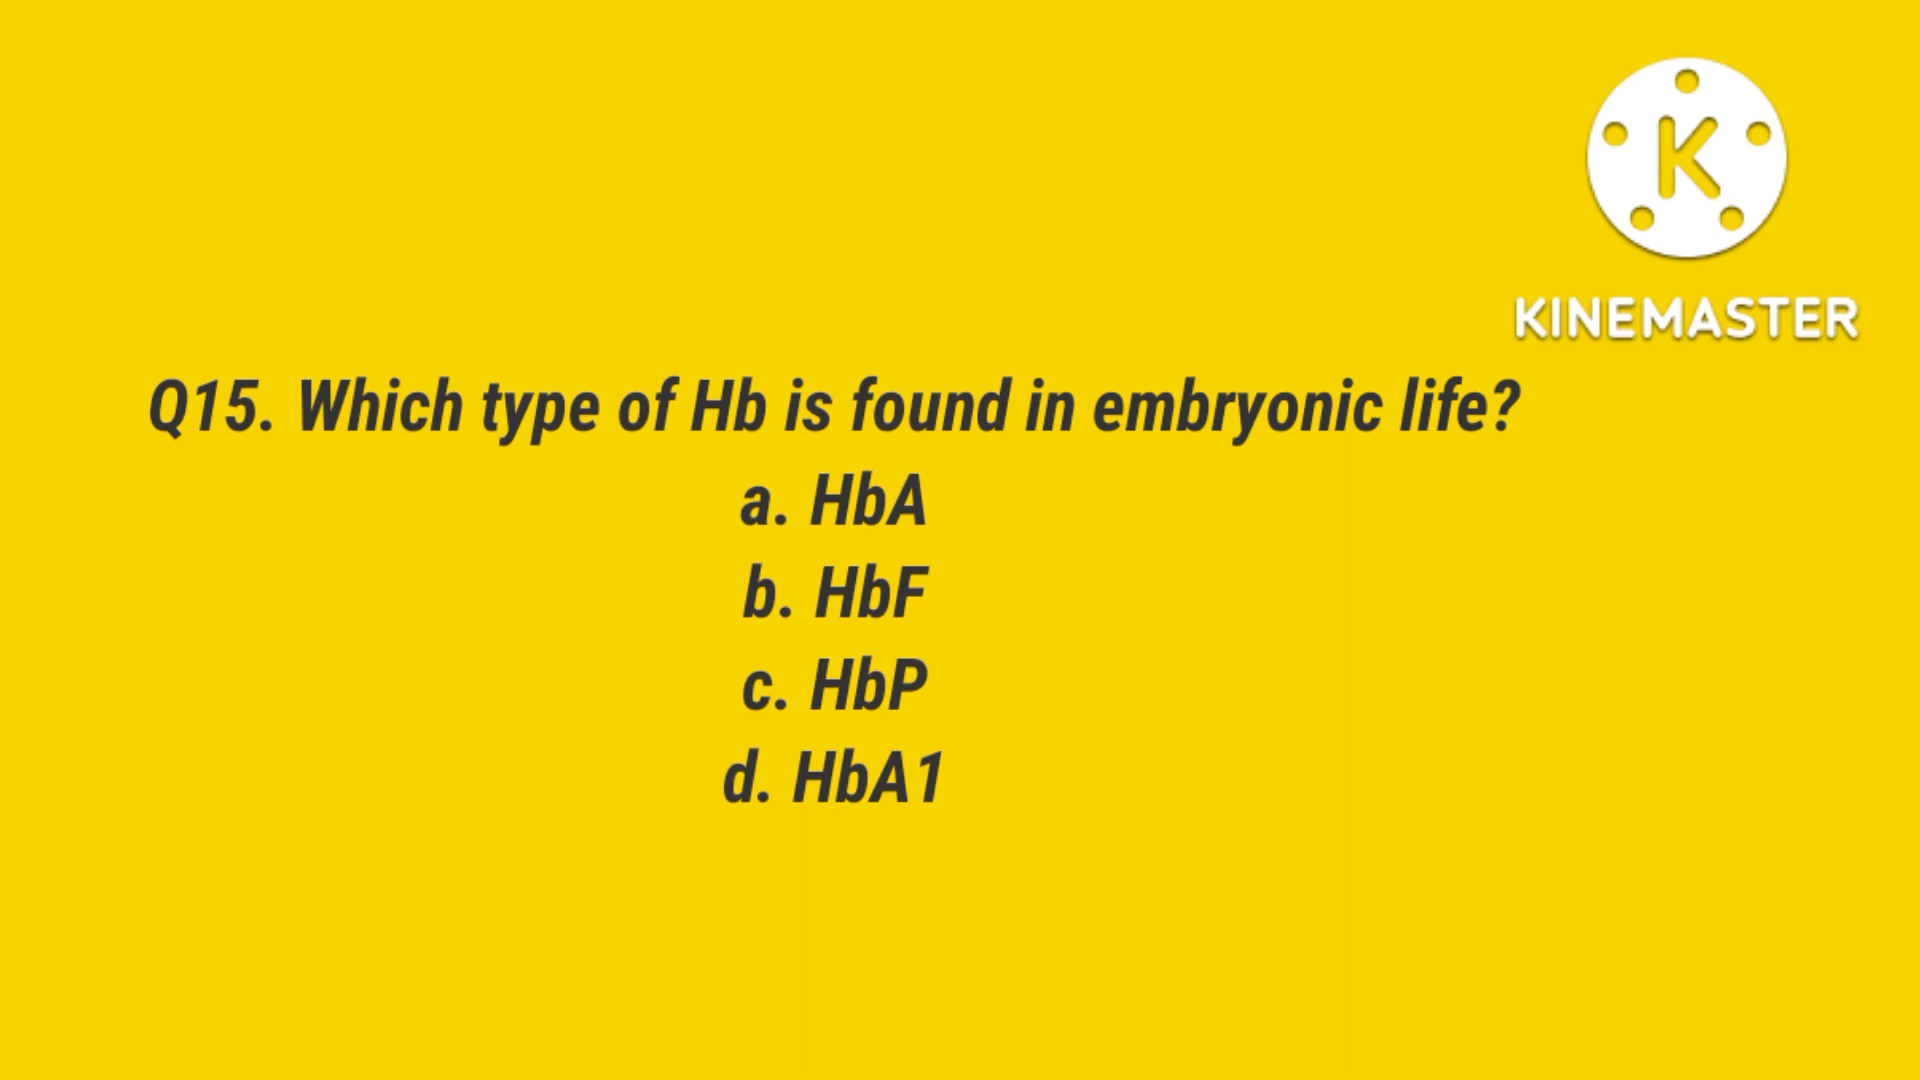 KINEMASTER
Q15. Which type of Hb is found in embryonic life?
a. HbA
b. HbF
c. HbP
d. HbA1